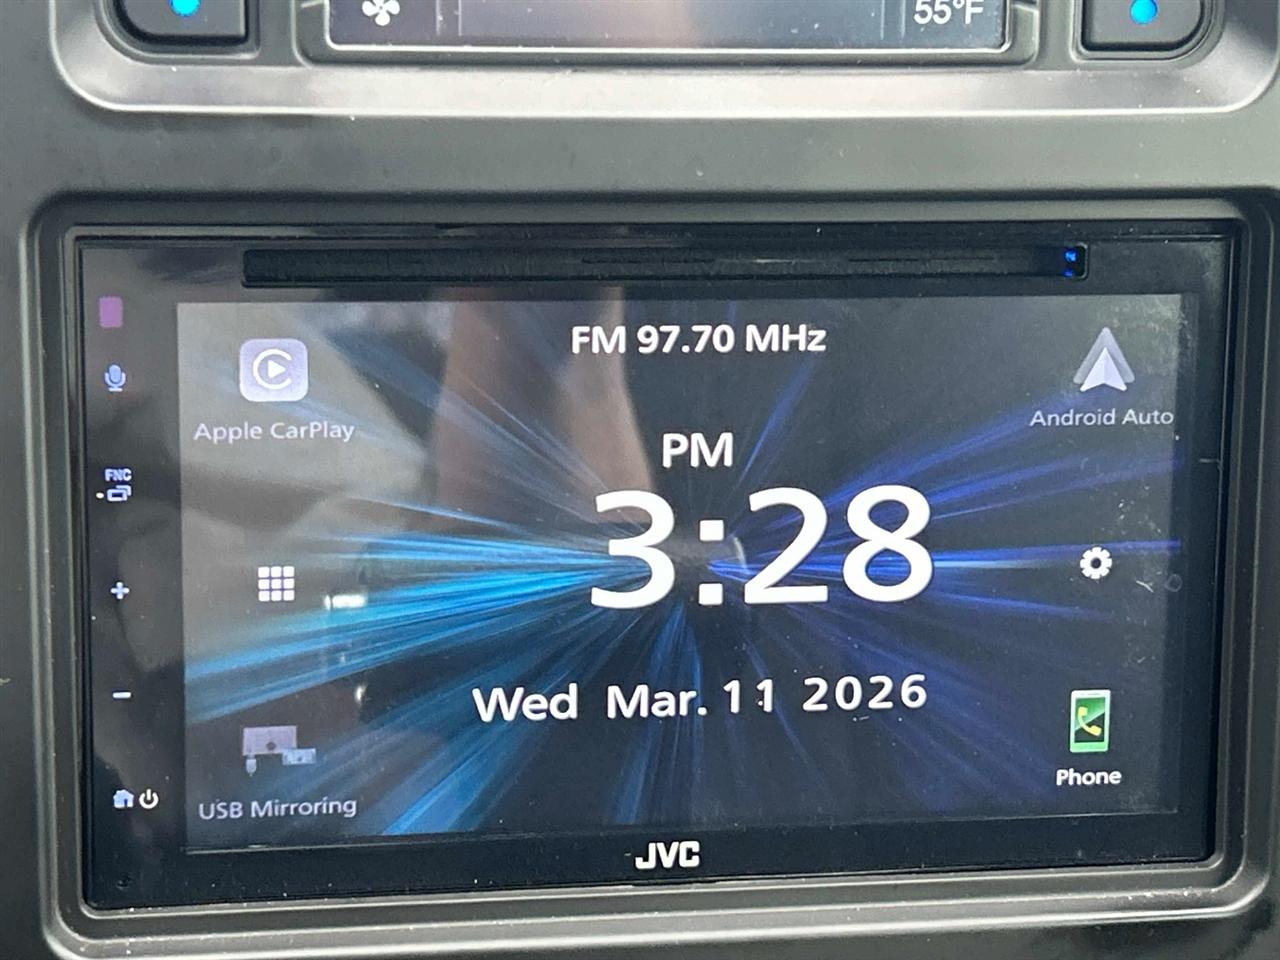 55°F
FM 97.70 MHz
Apple CarPlay
Android Auto
PM
FNC
3:28
Wed Mar. 11 2026
USB Mirroring
Phone
JVC